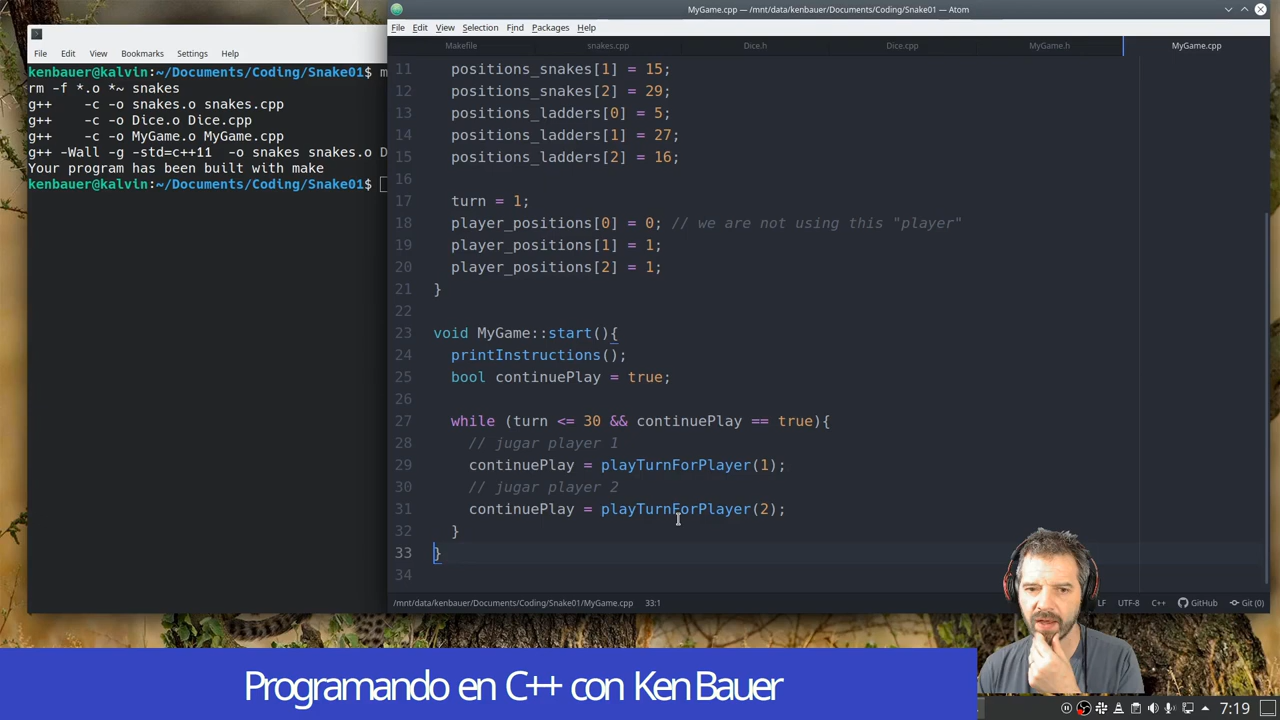 MyGame.cpp — /mnt/data/kenbauer/Documents/Coding/Snake01 — Atom
File Edit View Bookmarks Settings Help
kenbauer@kalvin:~/Documents/Coding/Snake01$ m
rm -f *.o *~ snakes
g++    -c -o snakes.o snakes.cpp
g++    -c -o Dice.o Dice.cpp
g++    -c -o MyGame.o MyGame.cpp
g++ -Wall -g -std=c++11  -o snakes snakes.o D
Your program has been built with make
kenbauer@kalvin:~/Documents/Coding/Snake01$
File Edit View Selection Find Packages Help
Makefile snakes.cpp Dice.h Dice.cpp MyGame.h MyGame.cpp
11 positions_snakes[1] = 15;
12 positions_snakes[2] = 29;
13 positions_ladders[0] = 5;
14 positions_ladders[1] = 27;
15 positions_ladders[2] = 16;
16
17 turn = 1;
18 player_positions[0] = 0; // we are not using this "player"
19 player_positions[1] = 1;
20 player_positions[2] = 1;
21 }
22
23 void MyGame::start(){
24 printInstructions();
25 bool continuePlay = true;
26
27 while (turn <= 30 && continuePlay == true){
28 // jugar player 1
29 continuePlay = playTurnForPlayer(1);
30 // jugar player 2
31 continuePlay = playTurnForPlayer(2);
32 }
33 }
34
/mnt/data/kenbauer/Documents/Coding/Snake01/MyGame.cpp 33:1 LF UTF-8 C++ GitHub Git (0)
Programando en C++ con Ken Bauer
7:19